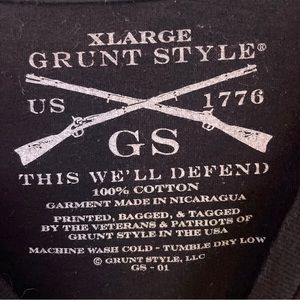 XLARGE
GRUNT STYLE®
US 1776
GS
THIS WE'LL DEFEND
100% COTTON
GARMENT MADE IN NICARAGUA
PRINTED, BAGGED, & TAGGED
BY THE VETERANS & PATRIOTS OF
GRUNT STYLE IN THE USA
MACHINE WASH COLD - TUMBLE DRY LOW
© GRUNT STYLE, LLC
GS - 01